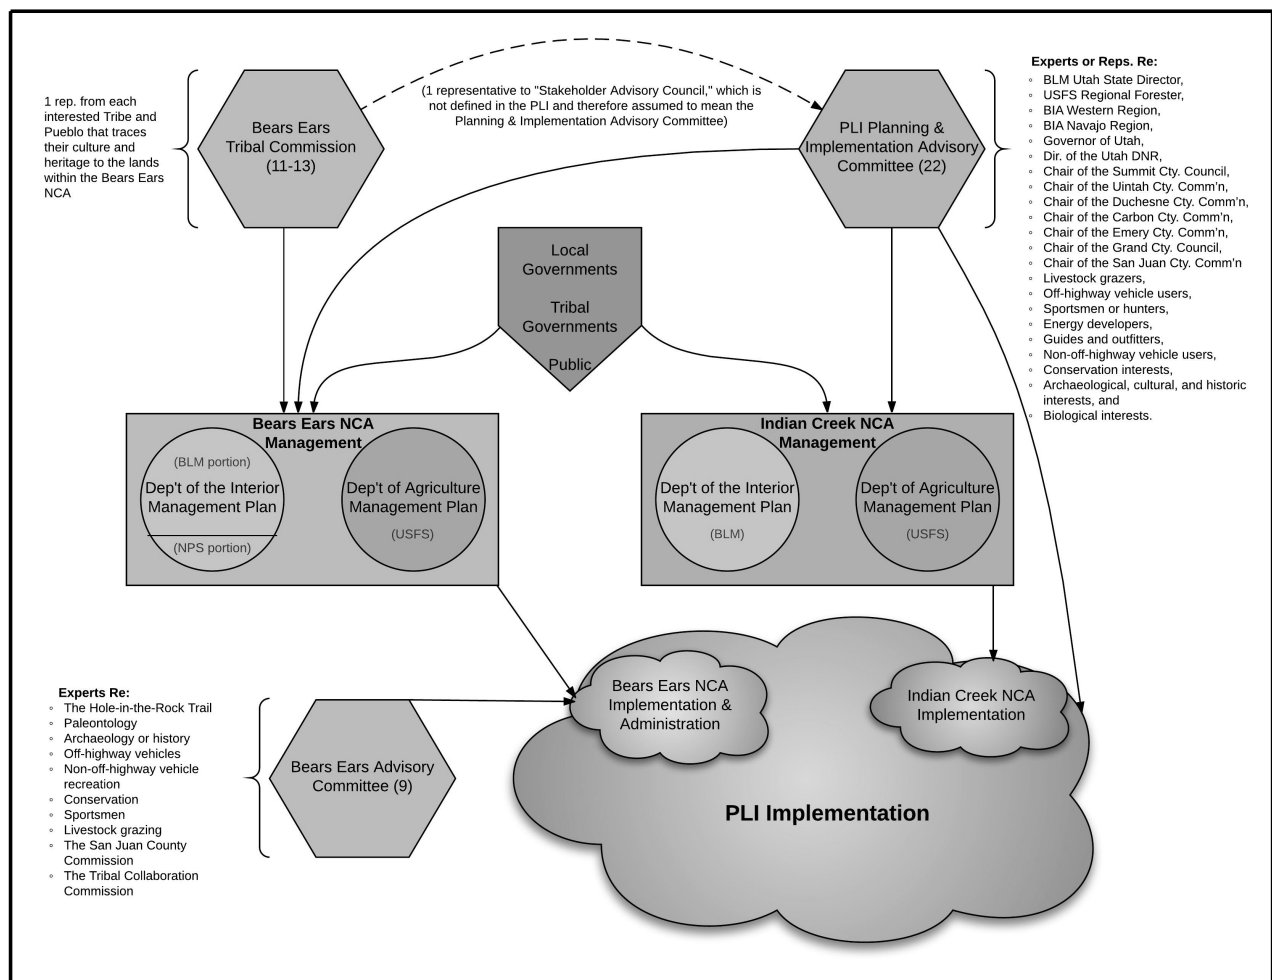 1 rep. from each
interested Tribe and
Pueblo that traces
their culture and
heritage to the lands
within the Bears Ears
NCA
Bears Ears
Tribal Commission
(11-13)
(1 representative to "Stakeholder Advisory Council," which is
not defined in the PLI and therefore assumed to mean the
Planning & Implementation Advisory Committee)
PLI Planning &
Implementation Advisory
Committee (22)
Experts or Reps. Re:
◦ BLM Utah State Director,
◦ USFS Regional Forester,
◦ BIA Western Region,
◦ BIA Navajo Region,
◦ Governor of Utah,
◦ Dir. of the Utah DNR,
◦ Chair of the Summit Cty. Council,
◦ Chair of the Uintah Cty. Comm'n,
◦ Chair of the Duchesne Cty. Comm'n,
◦ Chair of the Carbon Cty. Comm'n,
◦ Chair of the Emery Cty. Comm'n,
◦ Chair of the Grand Cty. Council,
◦ Chair of the San Juan Cty. Comm'n
◦ Livestock grazers,
◦ Off-highway vehicle users,
◦ Sportsmen or hunters,
◦ Energy developers,
◦ Guides and outfitters,
◦ Non-off-highway vehicle users,
◦ Conservation interests,
◦ Archaeological, cultural, and historic
interests, and
◦ Biological interests.
Local
Governments
Tribal
Governments
Public
Bears Ears NCA
Management
(BLM portion)
Dep't of the Interior
Management Plan
(NPS portion)
Dep't of Agriculture
Management Plan
(USFS)
Indian Creek NCA
Management
Dep't of the Interior
Management Plan
(BLM)
Dep't of Agriculture
Management Plan
(USFS)
Experts Re:
◦ The Hole-in-the-Rock Trail
◦ Paleontology
◦ Archaeology or history
◦ Off-highway vehicles
◦ Non-off-highway vehicle
recreation
◦ Conservation
◦ Sportsmen
◦ Livestock grazing
◦ The San Juan County
Commission
◦ The Tribal Collaboration
Commission
Bears Ears Advisory
Committee (9)
Bears Ears NCA
Implementation &
Administration
Indian Creek NCA
Implementation
PLI Implementation